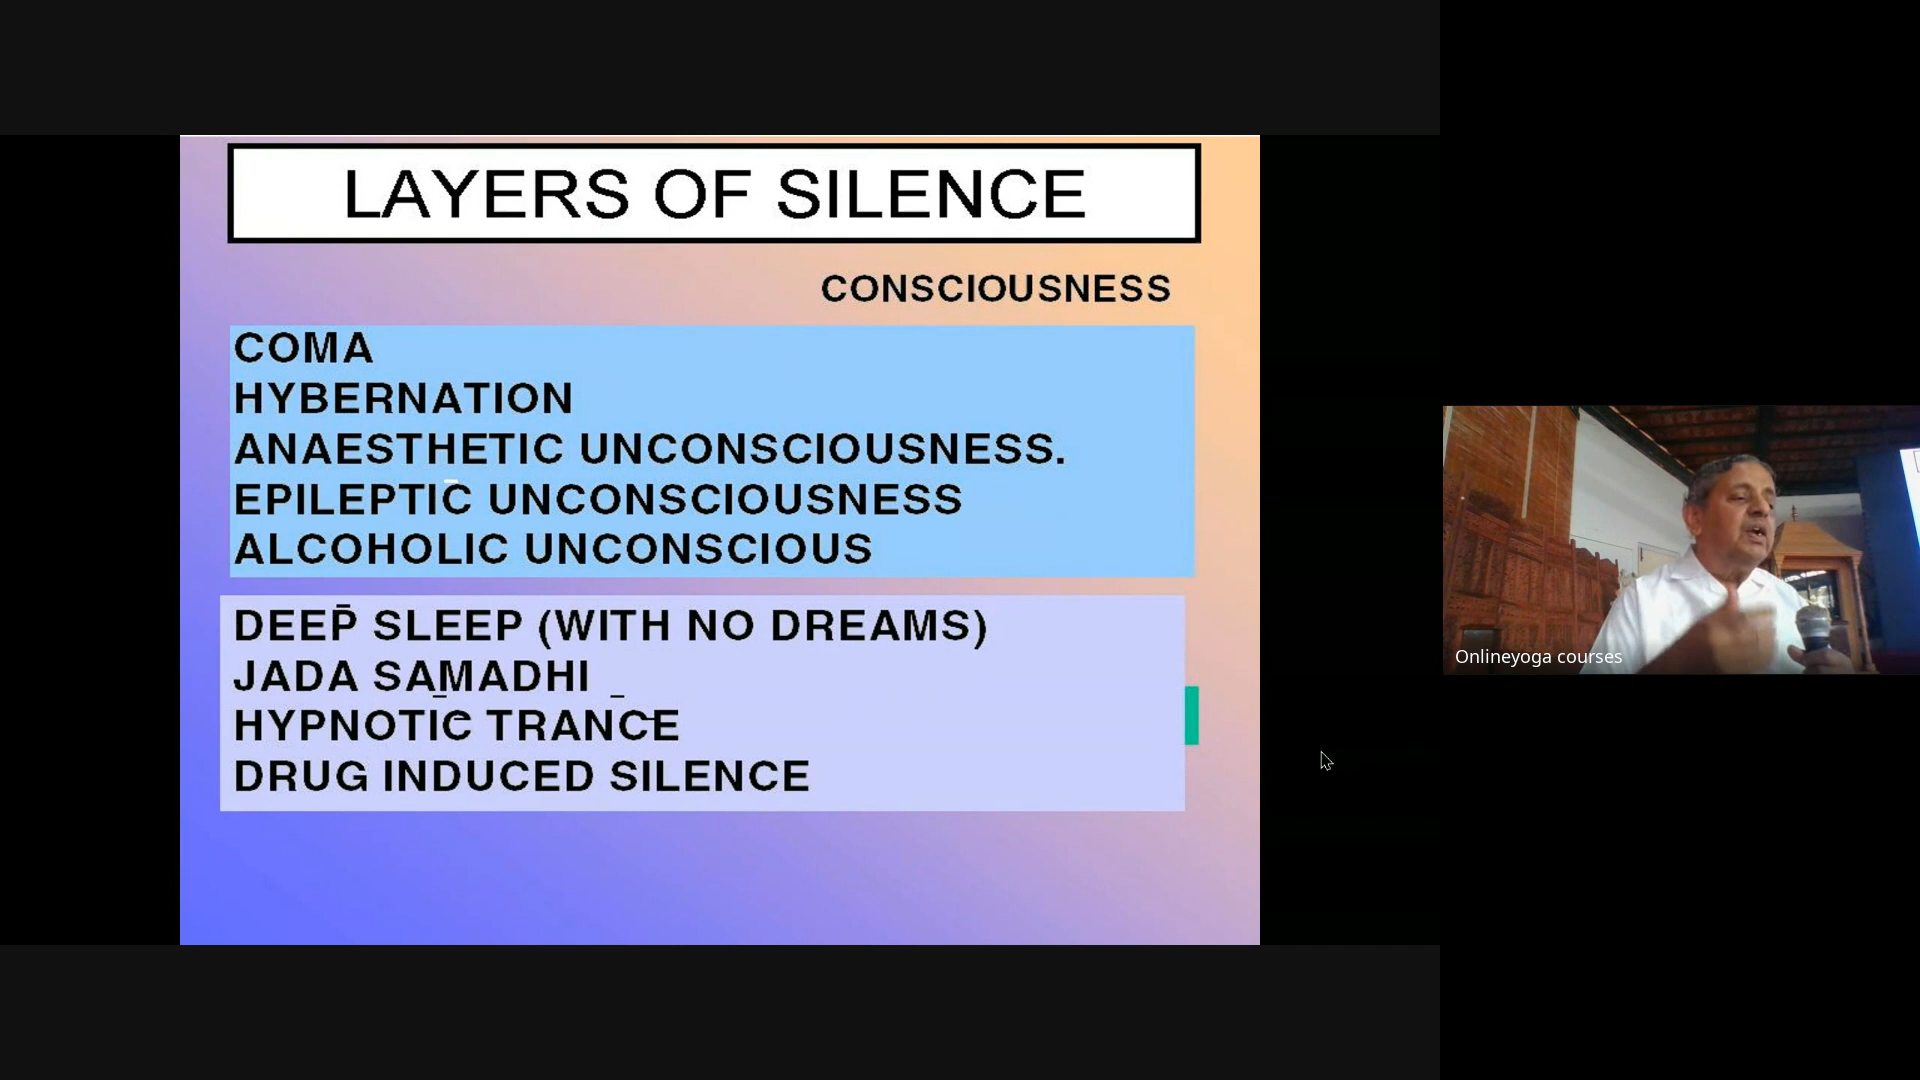 LAYERS OF SILENCE
CONSCIOUSNESS
COMA
HYBERNATION
ANAESTHETIC UNCONSCIOUSNESS.
EPILEPTIC UNCONSCIOUSNESS
ALCOHOLIC UNCONSCIOUS
DEEP SLEEP (WITH NO DREAMS)
JADA SAMADHI
HYPNOTIC TRANCE
DRUG INDUCED SILENCE
Onlineyoga courses